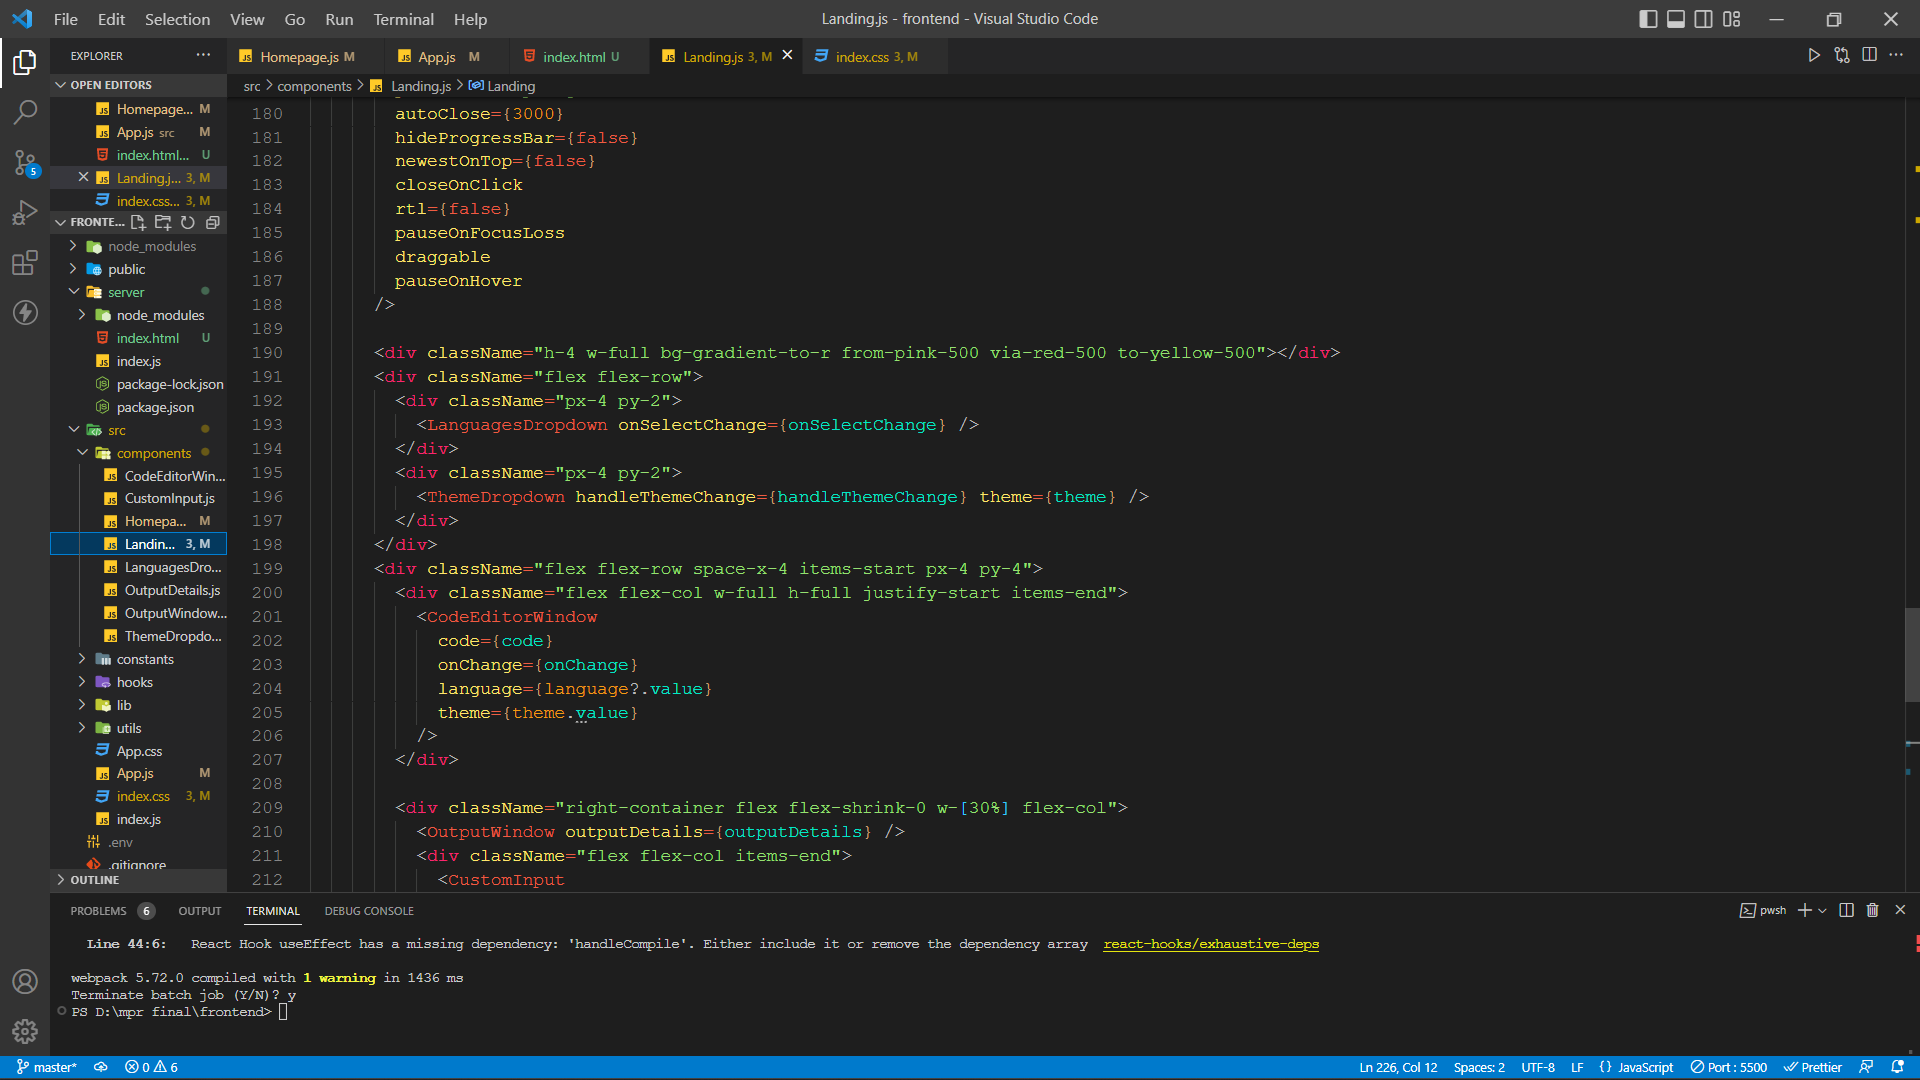 File Edit Selection View Go Run Terminal Help
Landing.js - frontend - Visual Studio Code
EXPLORER
Homepage.js M
App.js M
index.html U
Landing.js 3, M
index.css 3, M
OPEN EDITORS
src > components > Landing.js > Landing
Homepage... M
App.js src M
index.html... U
Landing.j... 3, M
index.css... 3, M
FRONTE...
node_modules
public
server
node_modules
index.html U
index.js
package-lock.json
package.json
src
components
CodeEditorWin...
CustomInput.js
Homepa... M
Landin... 3, M
LanguagesDro...
OutputDetails.js
OutputWindow...
ThemeDropdo...
constants
hooks
lib
utils
App.css
App.js M
index.css 3, M
index.js
.env
.gitignore
OUTLINE
180 autoClose={3000}
181 hideProgressBar={false}
182 newestOnTop={false}
183 closeOnClick
184 rtl={false}
185 pauseOnFocusLoss
186 draggable
187 pauseOnHover
188 />
189
190 <div className="h-4 w-full bg-gradient-to-r from-pink-500 via-red-500 to-yellow-500"></div>
191 <div className="flex flex-row">
192 <div className="px-4 py-2">
193 <LanguagesDropdown onSelectChange={onSelectChange} />
194 </div>
195 <div className="px-4 py-2">
196 <ThemeDropdown handleThemeChange={handleThemeChange} theme={theme} />
197 </div>
198 </div>
199 <div className="flex flex-row space-x-4 items-start px-4 py-4">
200 <div className="flex flex-col w-full h-full justify-start items-end">
201 <CodeEditorWindow
202 code={code}
203 onChange={onChange}
204 language={language?.value}
205 theme={theme.value}
206 />
207 </div>
208
209 <div className="right-container flex flex-shrink-0 w-[30%] flex-col">
210 <OutputWindow outputDetails={outputDetails} />
211 <div className="flex flex-col items-end">
212 <CustomInput
PROBLEMS 6 OUTPUT TERMINAL DEBUG CONSOLE
pwsh
Line 44:6: React Hook useEffect has a missing dependency: 'handleCompile'. Either include it or remove the dependency array react-hooks/exhaustive-deps
webpack 5.72.0 compiled with 1 warning in 1436 ms
Terminate batch job (Y/N)? y
PS D:\mpr final\frontend>
5
master* 0 6
Ln 226, Col 12 Spaces: 2 UTF-8 LF {} JavaScript Port : 5500 Prettier